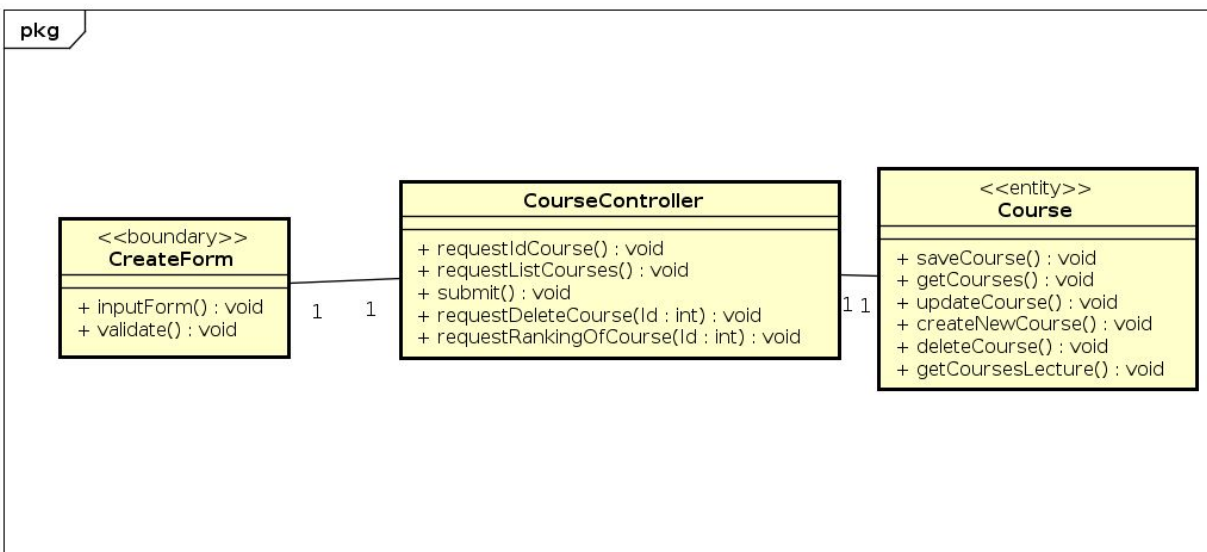 pkg
<<boundary>>
CreateForm
+ inputForm() : void
+ validate() : void
1
1
CourseController
+ requestIdCourse() : void
+ requestListCourses() : void
+ submit() : void
+ requestDeleteCourse(Id : int) : void
+ requestRankingOfCourse(Id : int) : void
1
1
<<entity>>
Course
+ saveCourse() : void
+ getCourses() : void
+ updateCourse() : void
+ createNewCourse() : void
+ deleteCourse() : void
+ getCoursesLecture() : void